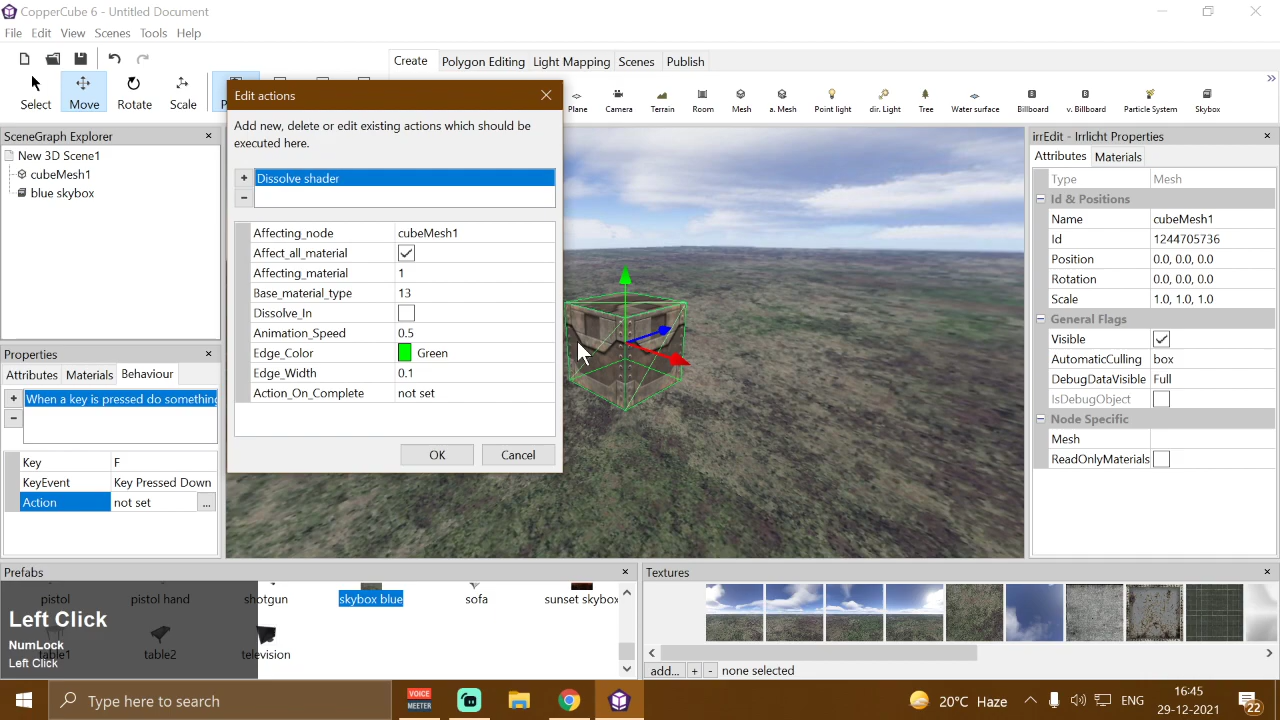 CopperCube 6 - Untitled Document
File Edit View Scenes Tools Help
Create Polygon Editing Light Mapping Scenes Publish
Select Move Rotate Scale
Plane Camera Terrain Room Mesh a. Mesh Point light dir. Light Tree Water surface Billboard v. Billboard Particle System Skybox
SceneGraph Explorer
New 3D Scene1
cubeMesh1
blue skybox
Properties
Attributes Materials Behaviour
When a key is pressed do something
Key F
KeyEvent Key Pressed Down
Action not set ...
Edit actions
Add new, delete or edit existing actions which should be
executed here.
+ Dissolve shader
-
Affecting_node cubeMesh1
Affect_all_material
Affecting_material 1
Base_material_type 13
Dissolve_In
Animation_Speed 0.5
Edge_Color Green
Edge_Width 0.1
Action_On_Complete not set
OK Cancel
irrEdit - Irrlicht Properties
Attributes Materials
Type Mesh
Id & Positions
Name cubeMesh1
Id 1244705736
Position 0.0, 0.0, 0.0
Rotation 0.0, 0.0, 0.0
Scale 1.0, 1.0, 1.0
General Flags
Visible
AutomaticCulling box
DebugDataVisible Full
IsDebugObject
Node Specific
Mesh
ReadOnlyMaterials
Prefabs
pistol pistol hand shotgun skybox blue sofa sunset skybox
table1 table2 television
Left Click
NumLock
Left Click
Textures
add... + - none selected
Type here to search
VOICE
MEETER
20°C Haze
ENG
16:45
29-12-2021
22